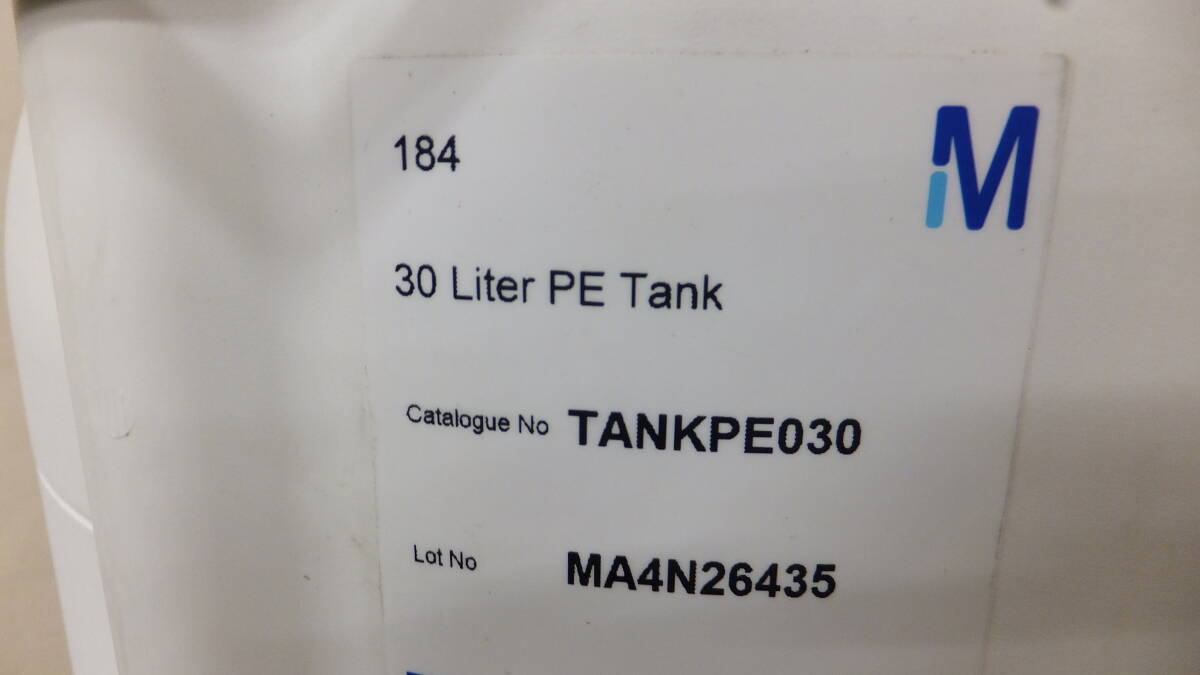 184
M
30 Liter PE Tank
Catalogue No TANKPE030
Lot No MA4N26435